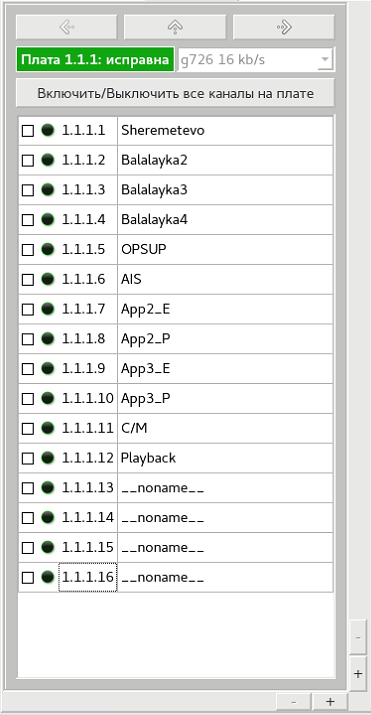 Плата 1.1.1: исправна g726 16 kb/s
Включить/Выключить все каналы на плате
1.1.1.1 Sheremetevo
1.1.1.2 Balalayka2
1.1.1.3 Balalayka3
1.1.1.4 Balalayka4
1.1.1.5 OPSUP
1.1.1.6 AIS
1.1.1.7 App2_E
1.1.1.8 App2_P
1.1.1.9 App3_E
1.1.1.10 App3_P
1.1.1.11 C/M
1.1.1.12 Playback
1.1.1.13 __noname__
1.1.1.14 __noname__
1.1.1.15 __noname__
1.1.1.16 __noname__
-
+
- +